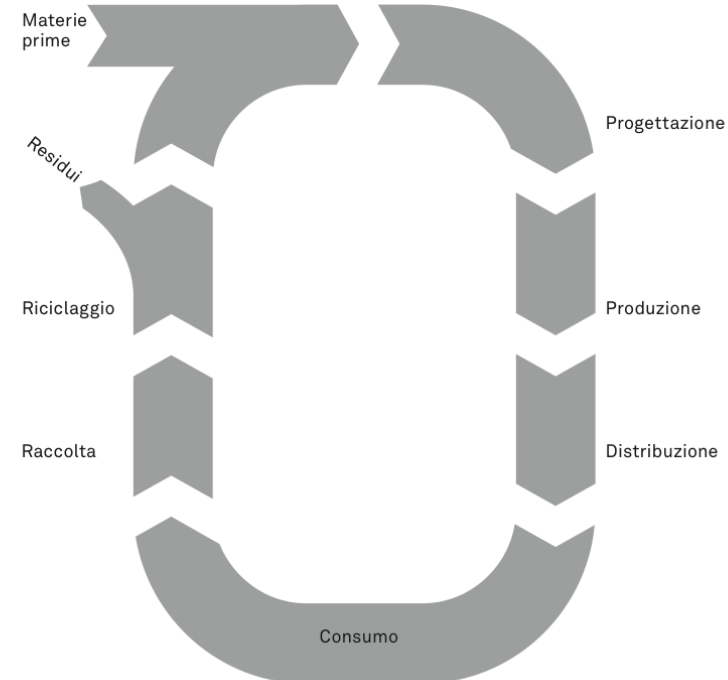 Materie
prime
Progettazione
Residui
Riciclaggio
Produzione
Raccolta
Distribuzione
Consumo